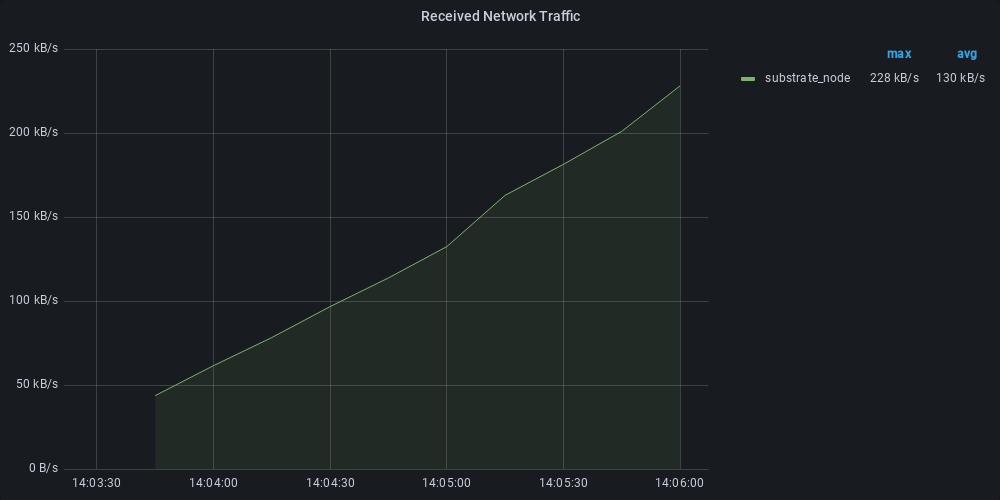 Received Network Traffic
max avg
substrate_node 228 kB/s 130 kB/s
250 kB/s
200 kB/s
150 kB/s
100 kB/s
50 kB/s
0 B/s
14:03:30 14:04:00 14:04:30 14:05:00 14:05:30 14:06:00